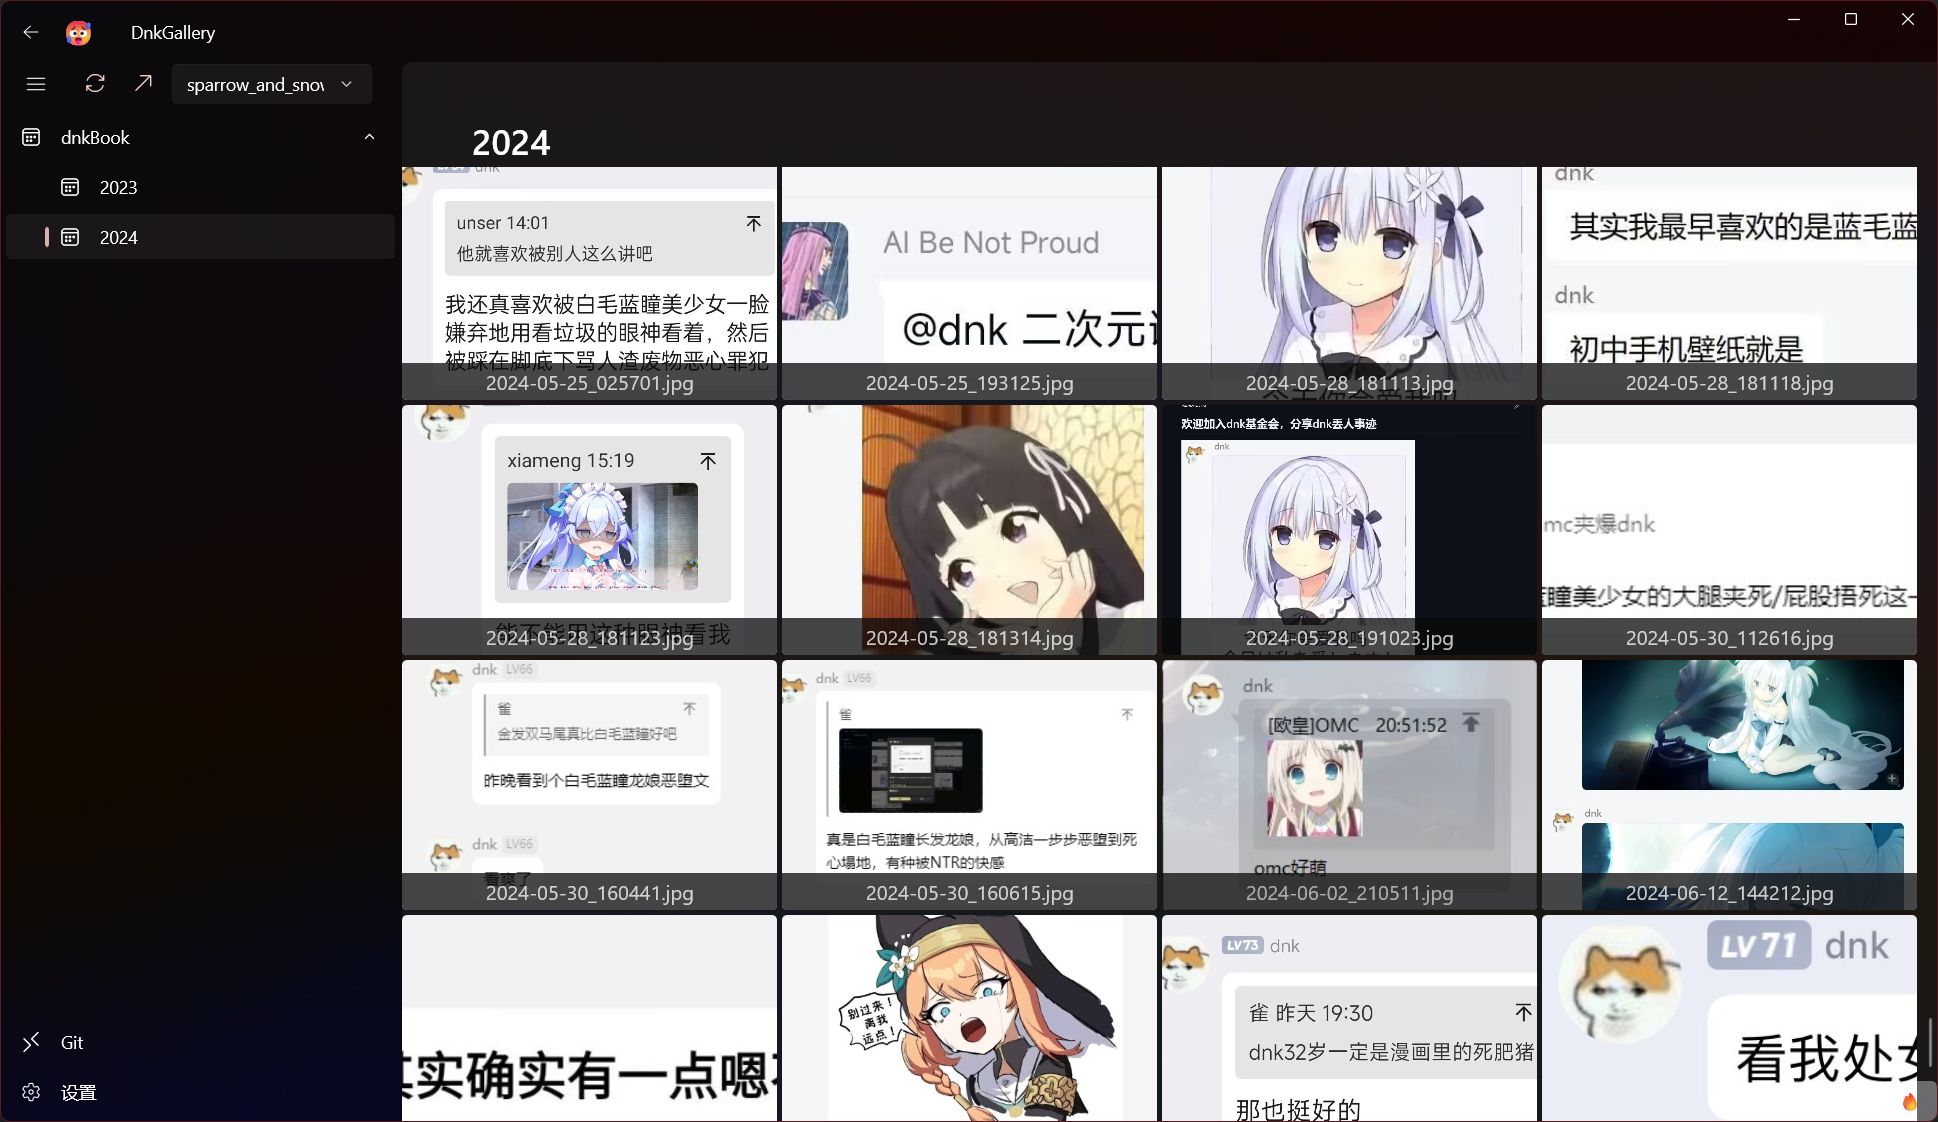 DnkGallery
sparrow_and_snov
dnkBook
2023
2024
Git
设置
2024
dnk
unser 14:01
他就喜欢被别人这么讲吧
我还真喜欢被白毛蓝瞳美少女一脸
嫌弃地用看垃圾的眼神看着，然后
被踩在脚底下骂人渣废物恶心罪犯
2024-05-25_025701.jpg
AI Be Not Proud
@dnk 二次元
2024-05-25_193125.jpg
2024-05-28_181113.jpg
dnk
其实我最早喜欢的是蓝毛蓝
dnk
初中手机壁纸就是
2024-05-28_181118.jpg
xiameng 15:19
能不能用这种眼神看我
2024-05-28_181123.jpg
2024-05-28_181314.jpg
欢迎加入dnk基金会，分享dnk丢人事迹
dnk
2024-05-28_191023.jpg
mc夹爆dnk
瞳美少女的大腿夹死/屁股捂死这一
2024-05-30_112616.jpg
dnk LV66
雀
金发双马尾真比白毛蓝瞳好吧
昨晚看到个白毛蓝瞳龙娘恶堕文
dnk LV66
看爽了
2024-05-30_160441.jpg
dnk LV66
雀
真是白毛蓝瞳长发龙娘，从高洁一步步恶堕到死
心塌地，有种被NTR的快感
2024-05-30_160615.jpg
dnk
[欧皇]OMC 20:51:52
omc好萌
2024-06-02_210511.jpg
dnk
2024-06-12_144212.jpg
其实确实有一点嗯
别过来！
离我
远点！
LV73 dnk
雀 昨天 19:30
dnk32岁一定是漫画里的死肥猪
那也挺好的
LV71 dnk
看我处女